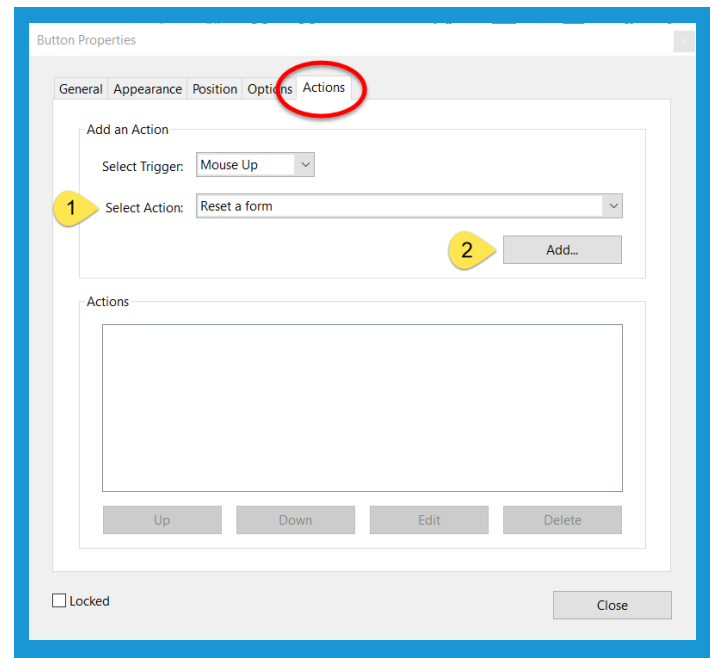 Button Properties
General Appearance Position Options Actions
Add an Action
Select Trigger: Mouse Up
1 Select Action: Reset a form
2 Add...
Actions
Up Down Edit Delete
Locked
Close